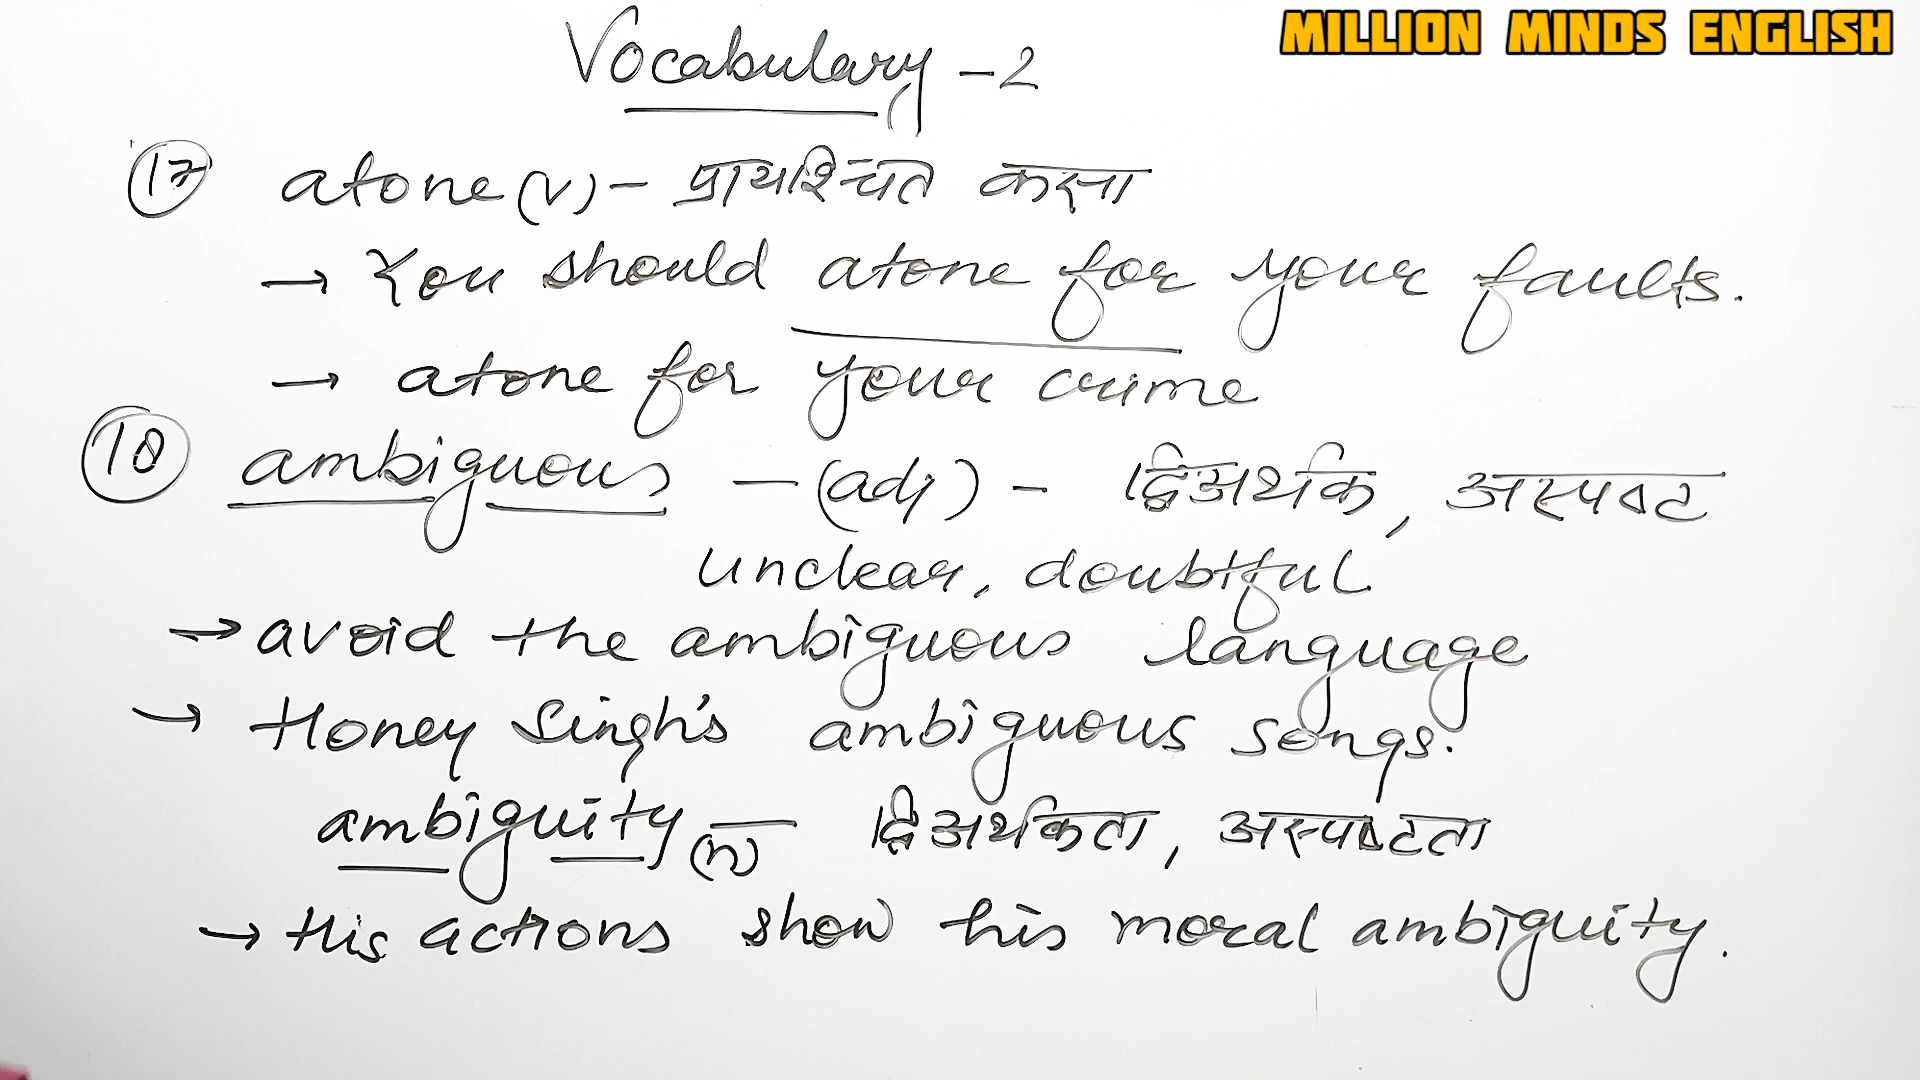 MILLION MINDS ENGLISH
Vocabulary - 2
17 atone (v) - प्रायश्चित करना
→ You should atone for your faults.
→ atone for your crime
18 ambiguous - (adj) - द्विअर्थक, अस्पष्ट
unclear, doubtful
→ avoid the ambiguous language
→ Honey Singh's ambiguous songs.
ambiguity (n) - द्विअर्थकता, अस्पष्टता
→ His actions show his moral ambiguity.